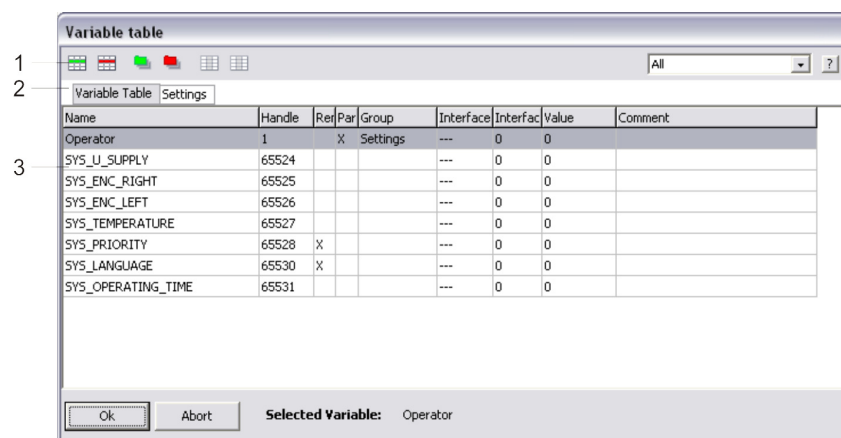 Variable table
1
All
?
2
Variable Table Settings
Name Handle Rer Par Group Interface Interfac Value Comment
Operator 1 X Settings --- 0 0
3
SYS_U_SUPPLY 65524 --- 0 0
SYS_ENC_RIGHT 65525 --- 0 0
SYS_ENC_LEFT 65526 --- 0 0
SYS_TEMPERATURE 65527 --- 0 0
SYS_PRIORITY 65528 X --- 0 0
SYS_LANGUAGE 65530 X --- 0 0
SYS_OPERATING_TIME 65531 --- 0 0
Ok Abort Selected Variable: Operator